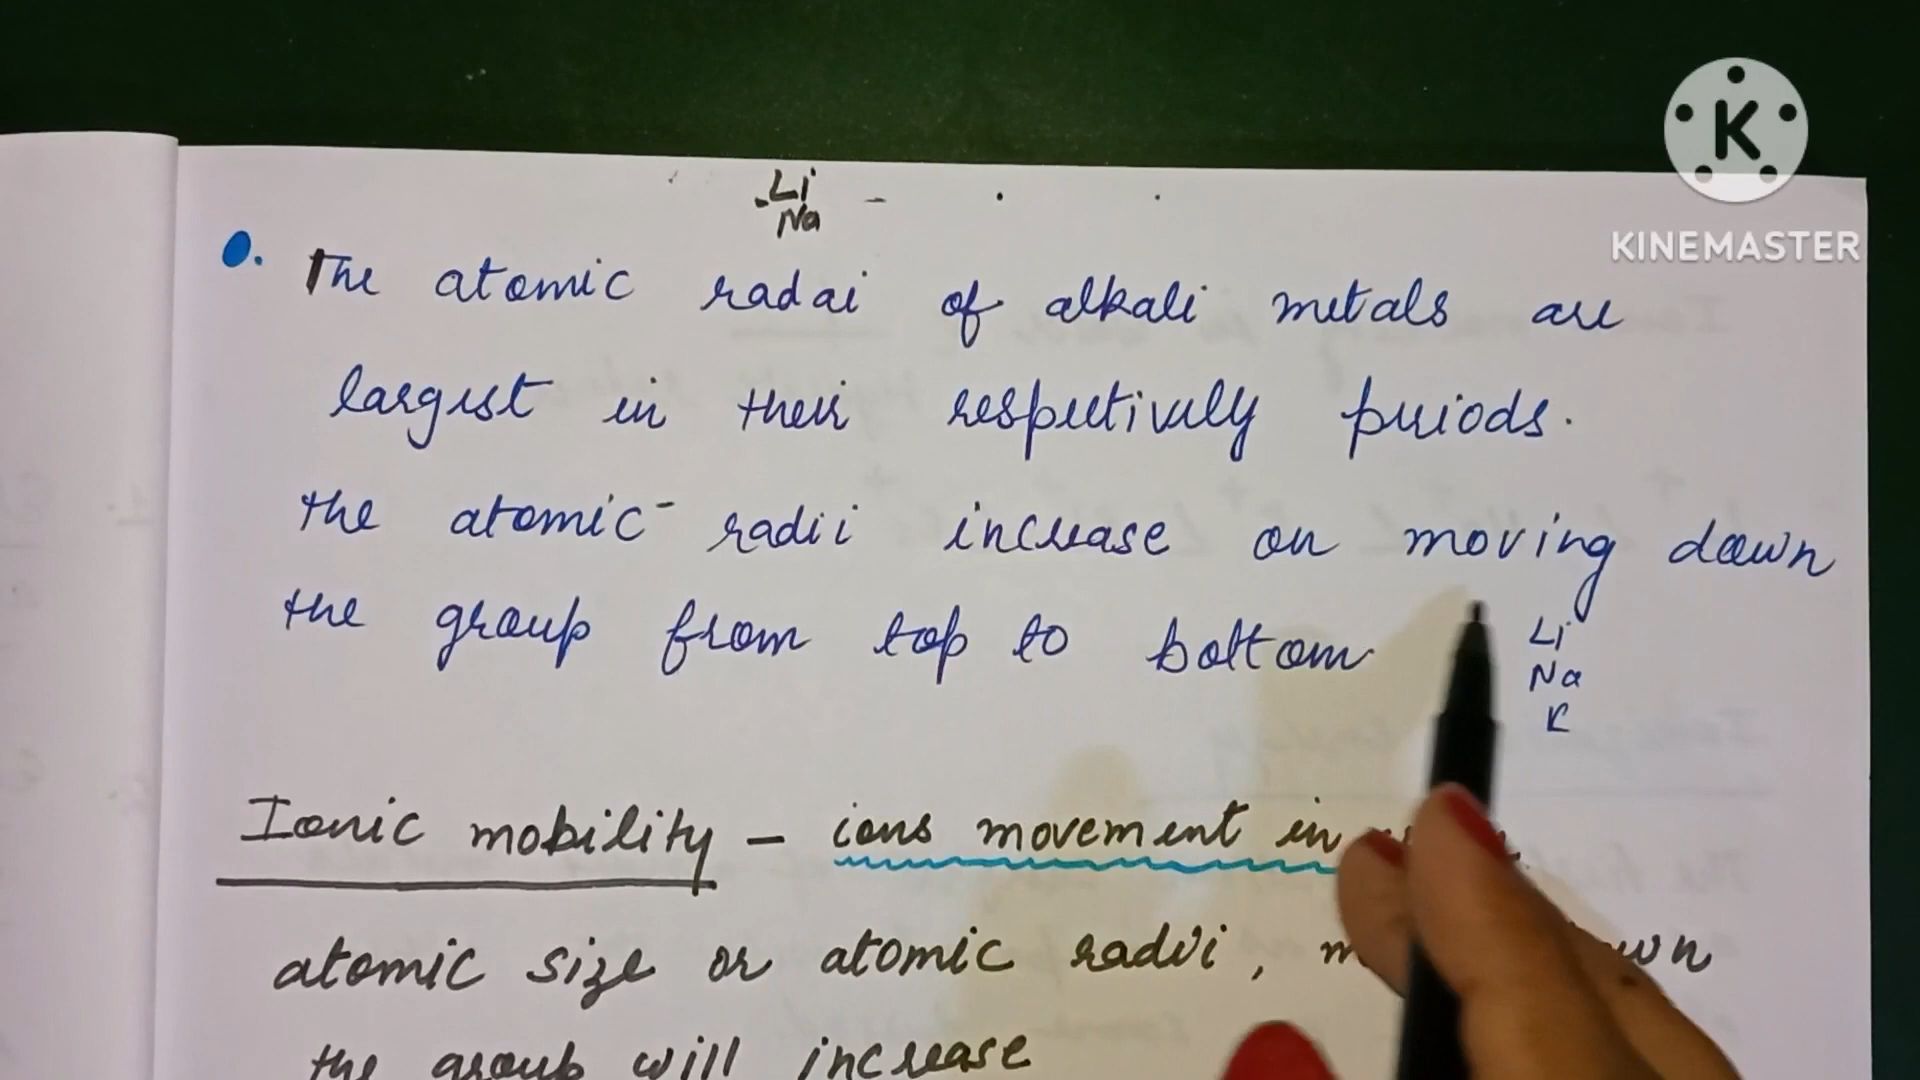 Li -
Na
K
KINEMASTER
The atomic radai of alkali metals are
largest in their respectively periods.
the atomic radii increase on moving down
the group from top to bottom
Li
Na
K
Ionic mobility - ions movement in
atomic size or atomic radii,
the group will increase